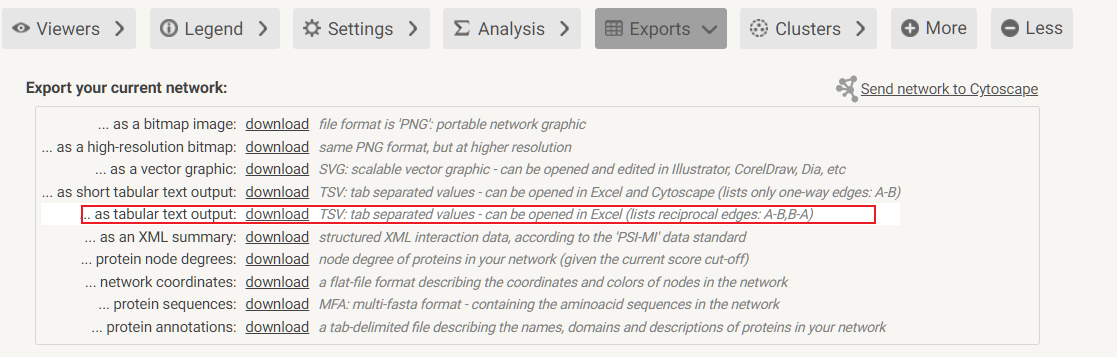 Viewers Legend Settings Analysis Exports Clusters More Less
Export your current network: Send network to Cytoscape
... as a bitmap image: download file format is 'PNG': portable network graphic
... as a high-resolution bitmap: download same PNG format, but at higher resolution
... as a vector graphic: download SVG: scalable vector graphic - can be opened and edited in Illustrator, CorelDraw, Dia, etc
... as short tabular text output: download TSV: tab separated values - can be opened in Excel and Cytoscape (lists only one-way edges: A-B)
... as tabular text output: download TSV: tab separated values - can be opened in Excel (lists reciprocal edges: A-B,B-A)
... as an XML summary: download structured XML interaction data, according to the 'PSI-MI' data standard
... protein node degrees: download node degree of proteins in your network (given the current score cut-off)
... network coordinates: download a flat-file format describing the coordinates and colors of nodes in the network
... protein sequences: download MFA: multi-fasta format - containing the aminoacid sequences in the network
... protein annotations: download a tab-delimited file describing the names, domains and descriptions of proteins in your network